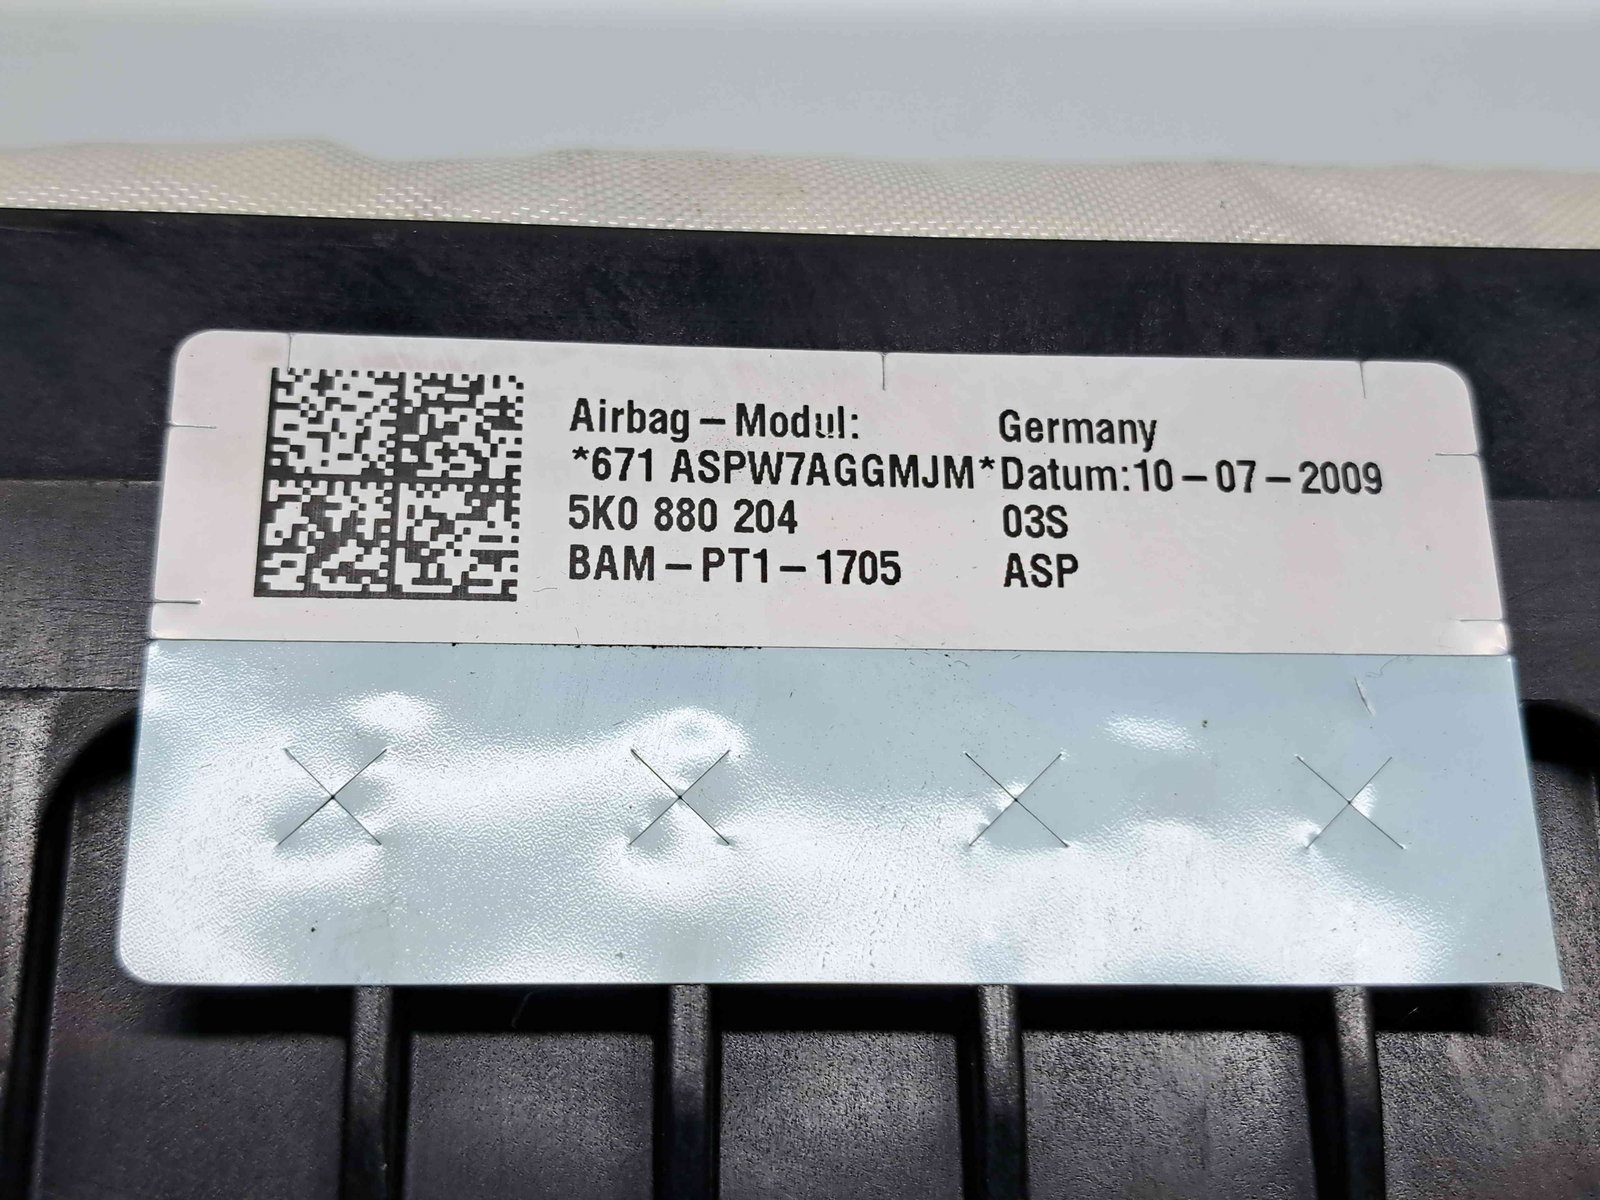 Airbag-Modul: Germany
*671 ASPW7AGGMJM* Datum:10-07-2009
5K0 880 204 03S
BAM-PT1-1705 ASP